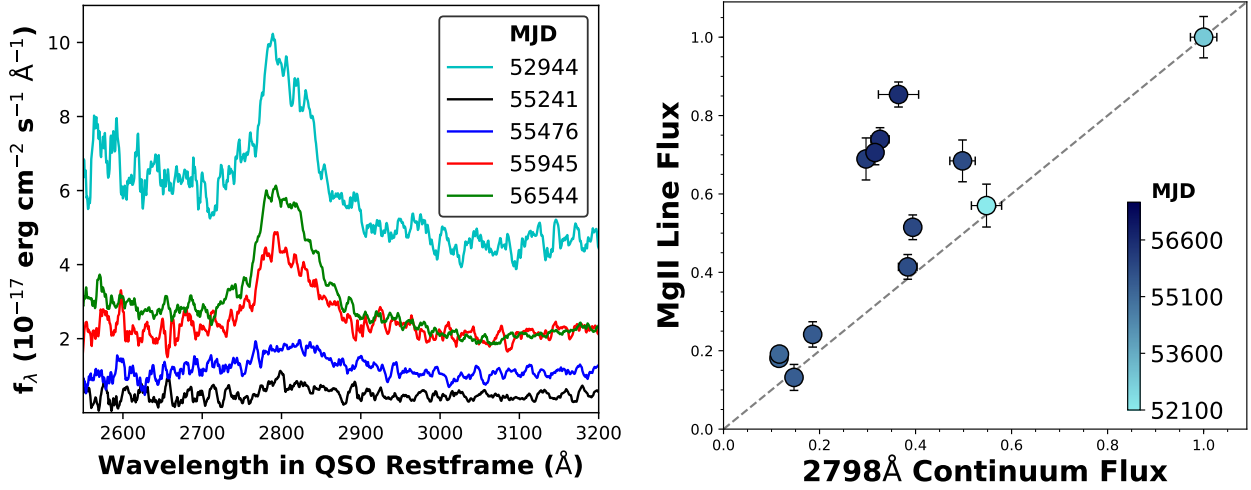 10
8
6
4
2
f_λ (10⁻¹⁷ erg cm⁻² s⁻¹ Å⁻¹)
MJD
52944
55241
55476
55945
56544
2600 2700 2800 2900 3000 3100 3200
Wavelength in QSO Restframe (Å)
1.0
0.8
0.6
0.4
0.2
0.0
MgII Line Flux
MJD
56600
55100
53600
52100
0.0 0.2 0.4 0.6 0.8 1.0
2798Å Continuum Flux